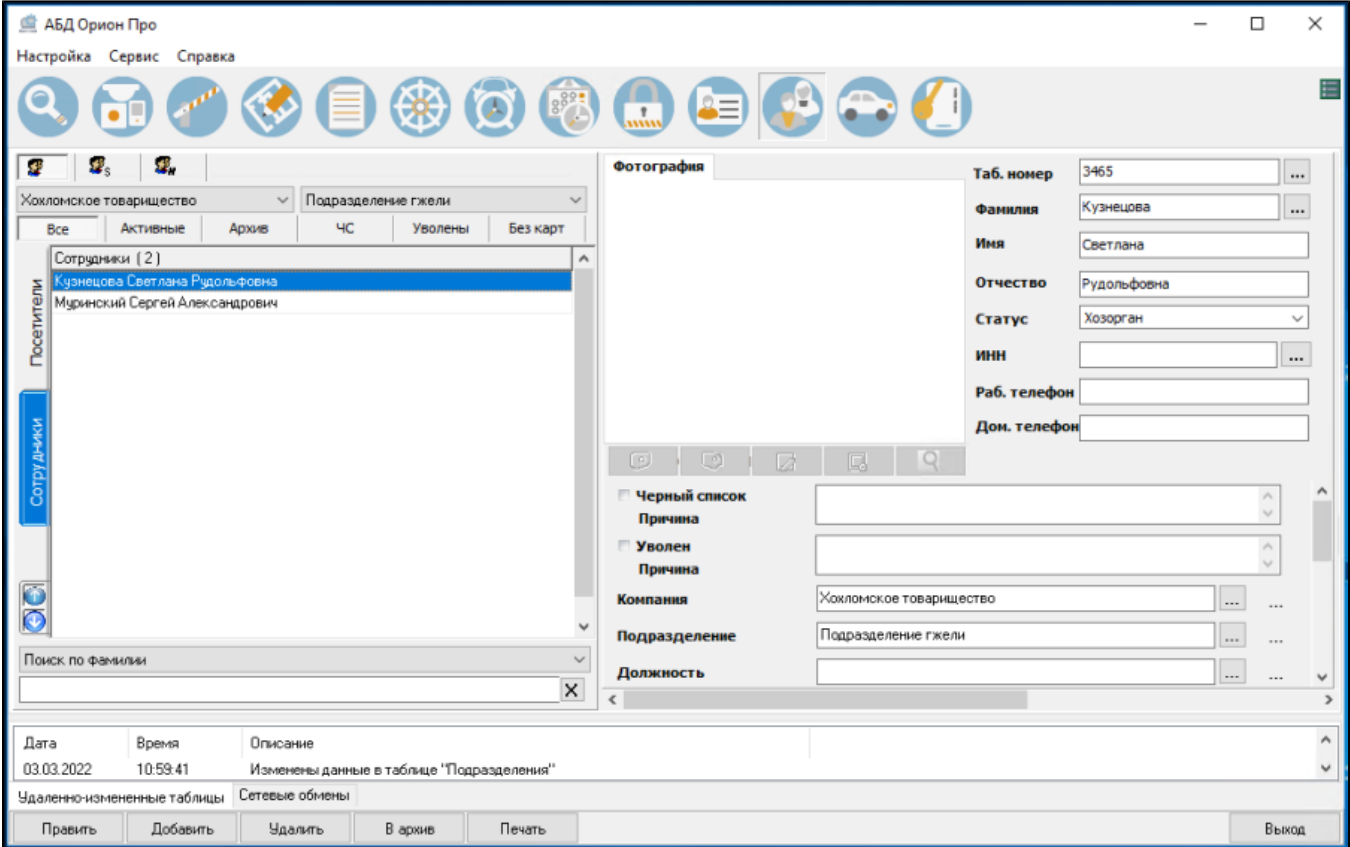 АБД Орион Про
Настройка Сервис Справка
S N
Хохломское товарищество Подразделение гжели
Все Активные Архив ЧС Уволены Без карт
Посетители
Сотрудники
Сотрудники ( 2 )
Кузнецова Светлана Рудольфовна
Муринский Сергей Александрович
Поиск по фамилии
X
Фотография
Таб. номер 3465 ...
Фамилия Кузнецова ...
Имя Светлана
Отчество Рудольфовна
Статус Хозорган
ИНН ...
Раб. телефон
Дом. телефон
Черный список
Причина
Уволен
Причина
Компания Хохломское товарищество ... ...
Подразделение Подразделение гжели ... ...
Должность ... ...
Дата Время Описание
03.03.2022 10:59:41 Изменены данные в таблице "Подразделения"
Удаленно-измененные таблицы Сетевые обмены
Править Добавить Удалить В архив Печать Выход